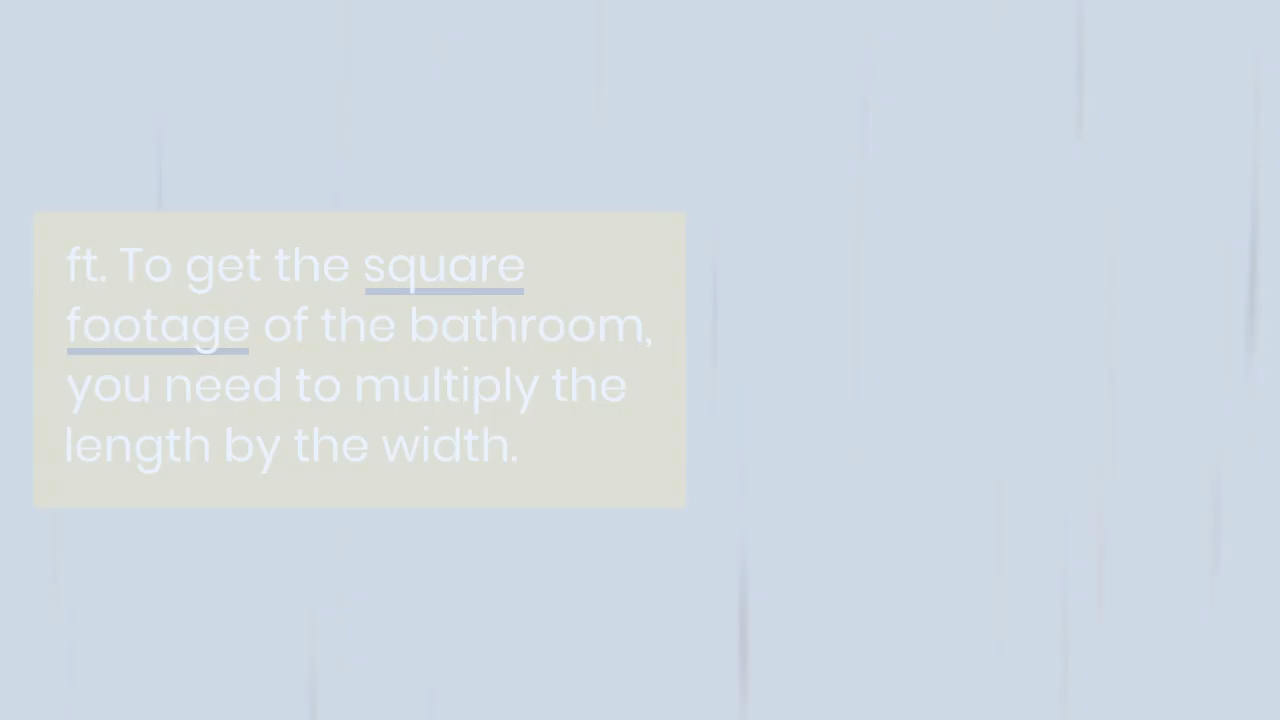 ft. To get the square
footage of the bathroom,
you need to multiply the
length by the width.